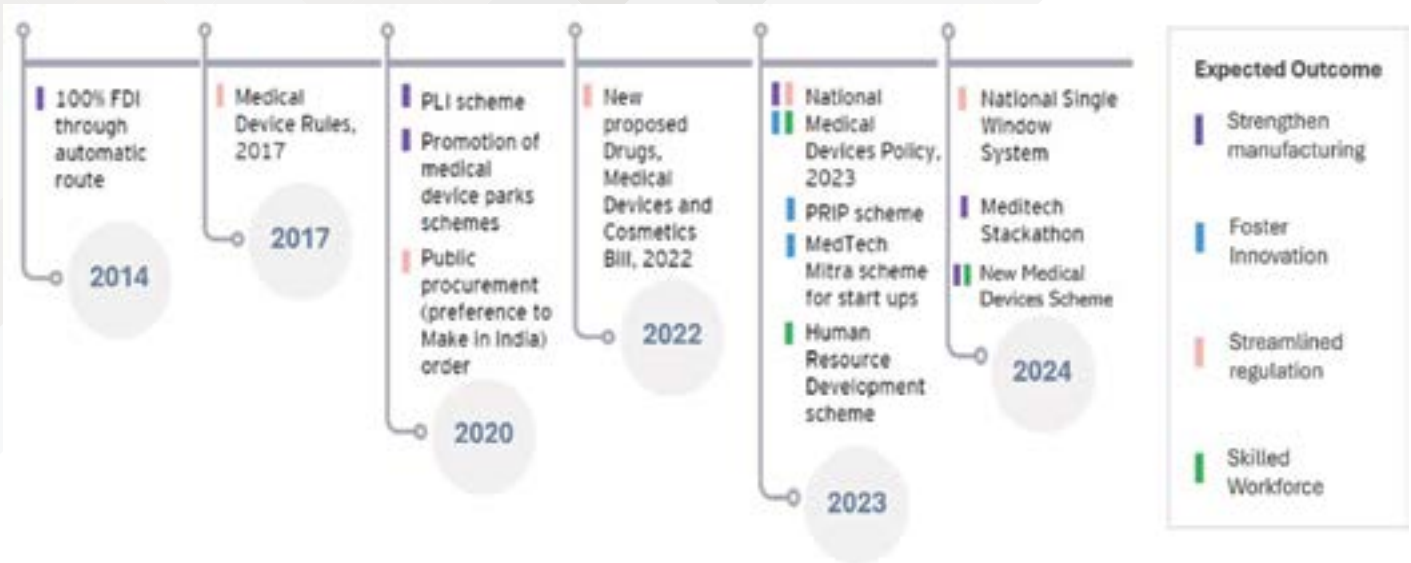 100% FDI
through
automatic
route
2014
Medical
Device Rules,
2017
2017
PLI scheme
Promotion of
medical
device parks
schemes
Public
procurement
(preference to
Make in India)
order
2020
New
proposed
Drugs,
Medical
Devices and
Cosmetics
Bill, 2022
2022
National
Medical
Devices Policy,
2023
PRIP scheme
MedTech
Mitra scheme
for start ups
Human
Resource
Development
scheme
2023
National Single
Window
System
Meditech
Stackathon
New Medical
Devices Scheme
2024
Expected Outcome
Strengthen
manufacturing
Foster
Innovation
Streamlined
regulation
Skilled
Workforce